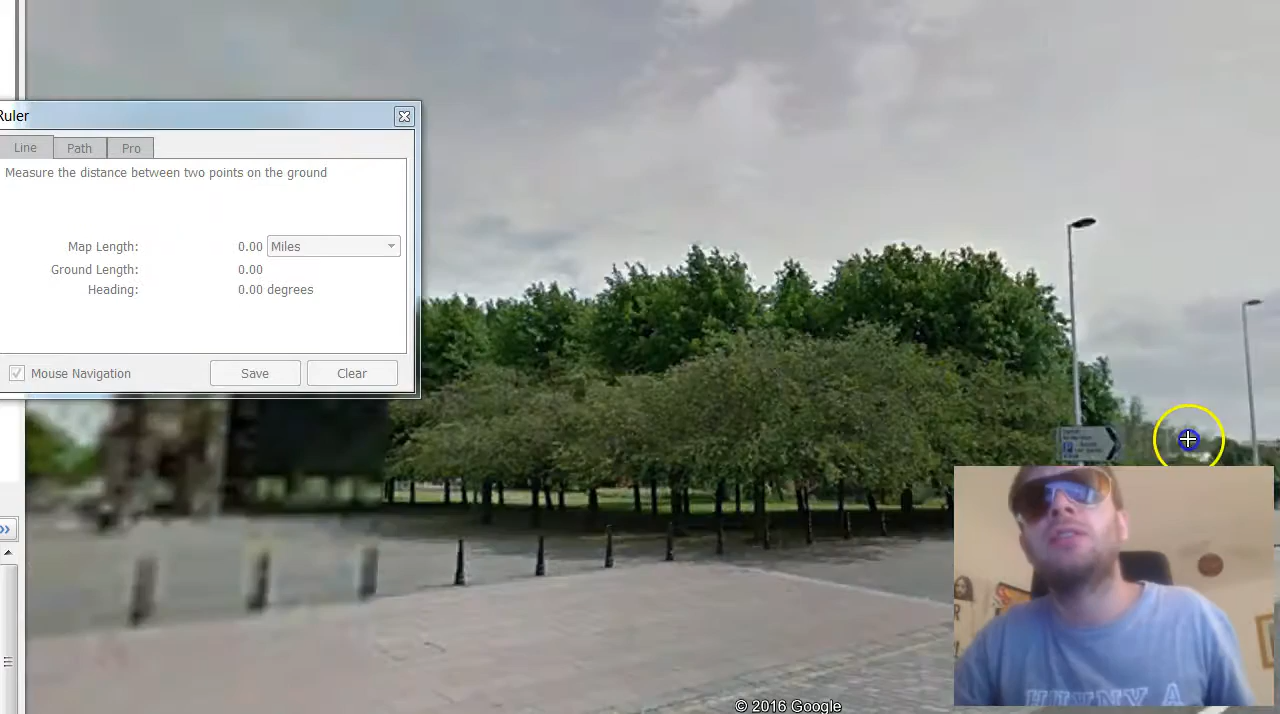 Ruler
Line
Path
Pro
Measure the distance between two points on the ground
Map Length: 0.00 Miles
Ground Length: 0.00
Heading: 0.00 degrees
Mouse Navigation
Save
Clear
»
P
© 2016 Google